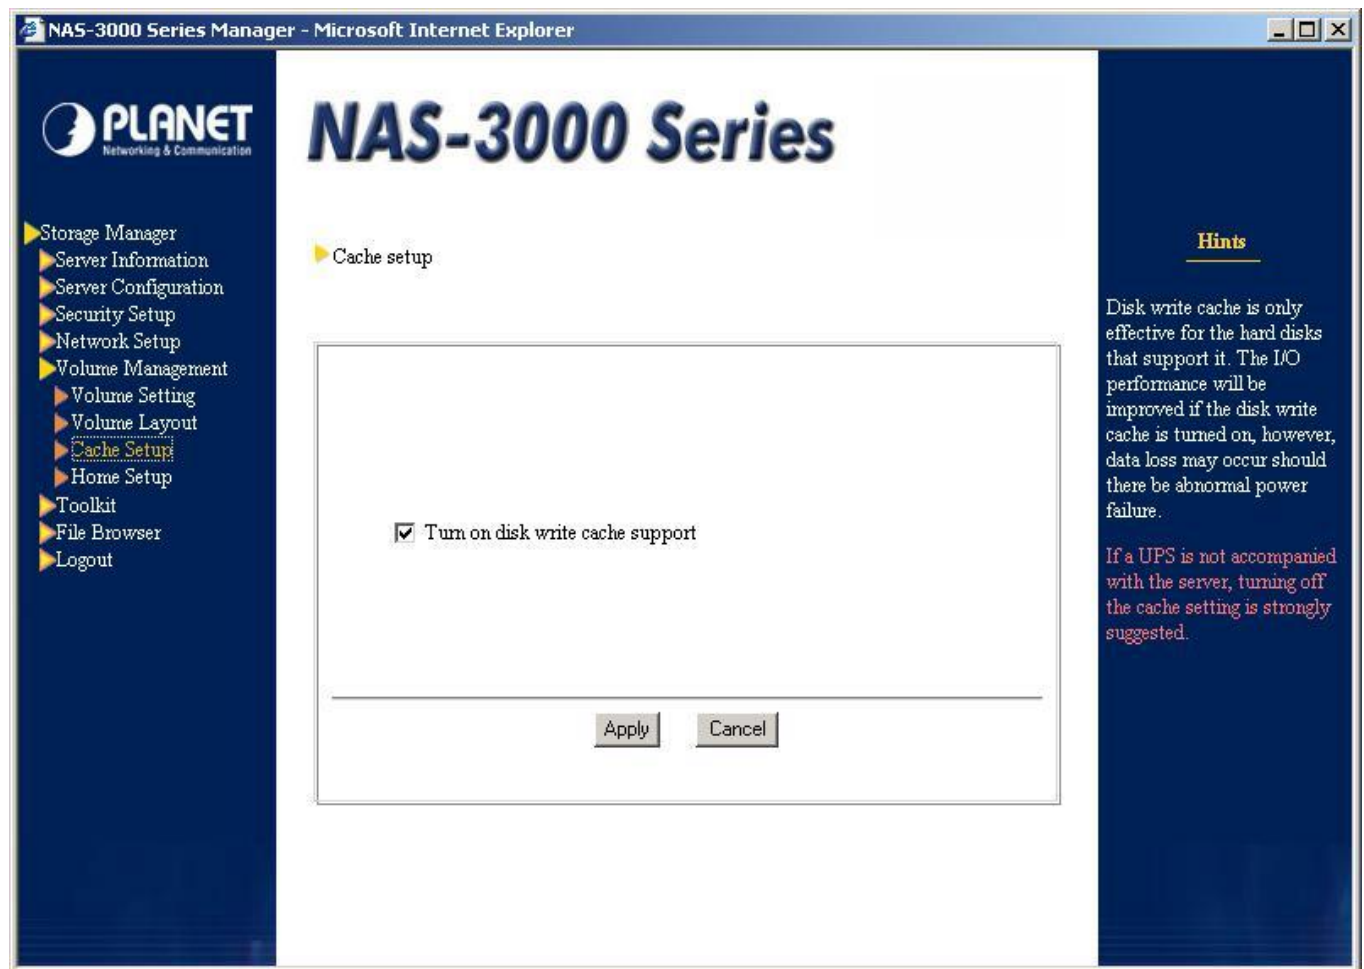 NAS-3000 Series Manager - Microsoft Internet Explorer
PLANET
Networking & Communication
NAS-3000 Series
Storage Manager
Server Information
Server Configuration
Security Setup
Network Setup
Volume Management
Volume Setting
Volume Layout
Cache Setup
Home Setup
Toolkit
File Browser
Logout
Cache setup
Turn on disk write cache support
Apply Cancel
Hints
Disk write cache is only
effective for the hard disks
that support it. The I/O
performance will be
improved if the disk write
cache is turned on, however,
data loss may occur should
there be abnormal power
failure.
If a UPS is not accompanied
with the server, turning off
the cache setting is strongly
suggested.